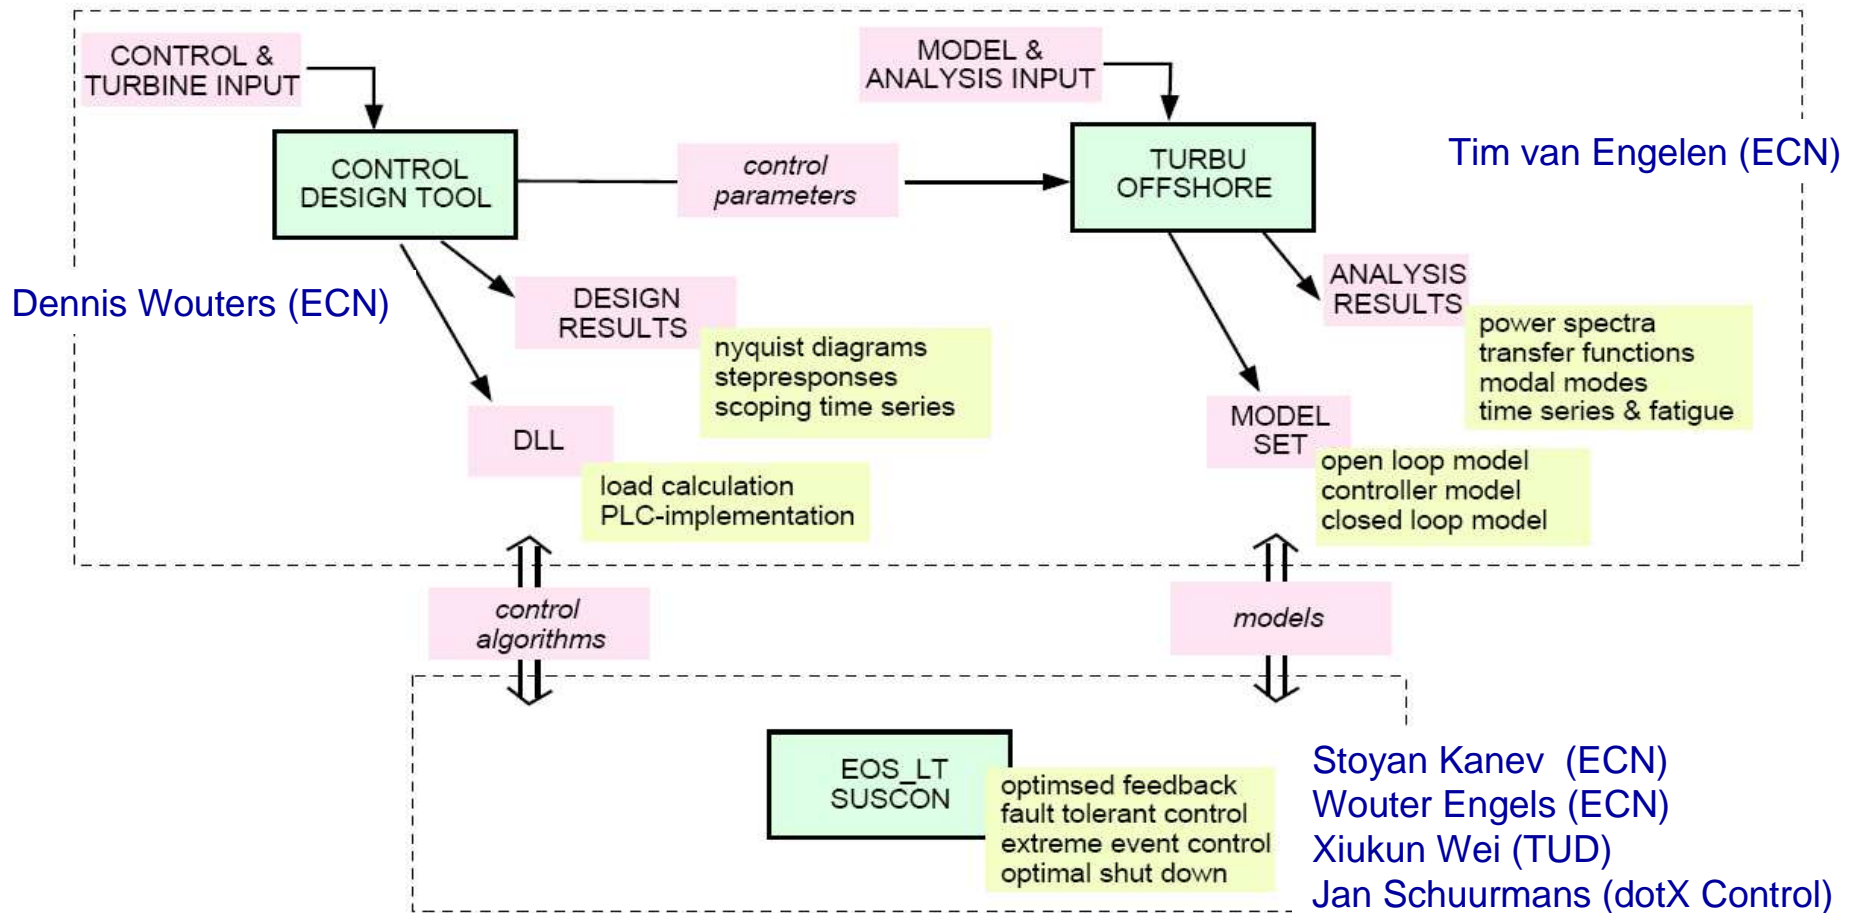 CONTROL &
TURBINE INPUT
MODEL &
ANALYSIS INPUT
CONTROL
DESIGN TOOL
control
parameters
TURBU
OFFSHORE
Tim van Engelen (ECN)
Dennis Wouters (ECN)
DESIGN
RESULTS
nyquist diagrams
stepresponses
scoping time series
ANALYSIS
RESULTS
power spectra
transfer functions
modal modes
time series & fatigue
DLL
load calculation
PLC-implementation
MODEL
SET
open loop model
controller model
closed loop model
control
algorithms
models
EOS_LT
SUSCON
optimsed feedback
fault tolerant control
extreme event control
optimal shut down
Stoyan Kanev (ECN)
Wouter Engels (ECN)
Xiukun Wei (TUD)
Jan Schuurmans (dotX Control)